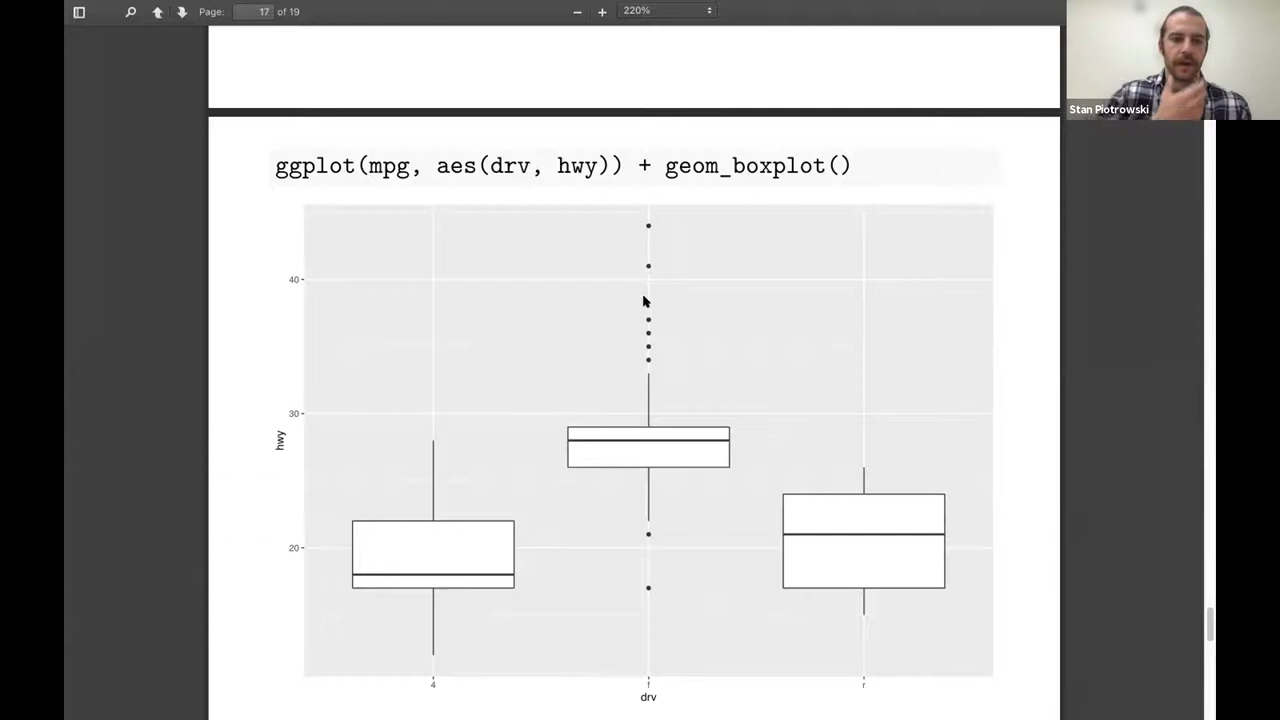 Page: 17 of 19
220%
Stan Piotrowski
ggplot(mpg, aes(drv, hwy)) + geom_boxplot()
40
30
20
hwy
4 f r
drv